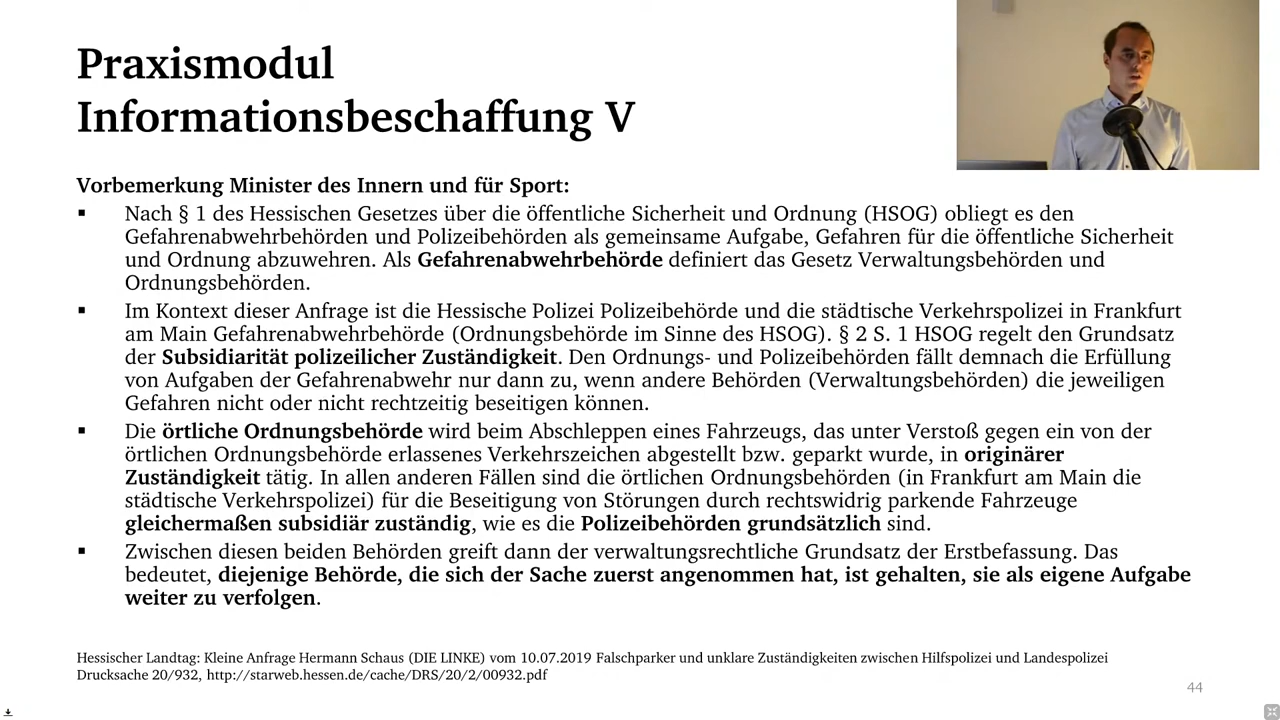 Praxismodul
Informationsbeschaffung V
Vorbemerkung Minister des Innern und für Sport:
▪ Nach § 1 des Hessischen Gesetzes über die öffentliche Sicherheit und Ordnung (HSOG) obliegt es den
Gefahrenabwehrbehörden und Polizeibehörden als gemeinsame Aufgabe, Gefahren für die öffentliche Sicherheit
und Ordnung abzuwehren. Als Gefahrenabwehrbehörde definiert das Gesetz Verwaltungsbehörden und
Ordnungsbehörden.
▪ Im Kontext dieser Anfrage ist die Hessische Polizei Polizeibehörde und die städtische Verkehrspolizei in Frankfurt
am Main Gefahrenabwehrbehörde (Ordnungsbehörde im Sinne des HSOG). § 2 S. 1 HSOG regelt den Grundsatz
der Subsidiarität polizeilicher Zuständigkeit. Den Ordnungs- und Polizeibehörden fällt demnach die Erfüllung
von Aufgaben der Gefahrenabwehr nur dann zu, wenn andere Behörden (Verwaltungsbehörden) die jeweiligen
Gefahren nicht oder nicht rechtzeitig beseitigen können.
▪ Die örtliche Ordnungsbehörde wird beim Abschleppen eines Fahrzeugs, das unter Verstoß gegen ein von der
örtlichen Ordnungsbehörde erlassenes Verkehrszeichen abgestellt bzw. geparkt wurde, in originärer
Zuständigkeit tätig. In allen anderen Fällen sind die örtlichen Ordnungsbehörden (in Frankfurt am Main die
städtische Verkehrspolizei) für die Beseitigung von Störungen durch rechtswidrig parkende Fahrzeuge
gleichermaßen subsidiär zuständig, wie es die Polizeibehörden grundsätzlich sind.
▪ Zwischen diesen beiden Behörden greift dann der verwaltungsrechtliche Grundsatz der Erstbefassung. Das
bedeutet, diejenige Behörde, die sich der Sache zuerst angenommen hat, ist gehalten, sie als eigene Aufgabe
weiter zu verfolgen.
Hessischer Landtag: Kleine Anfrage Hermann Schaus (DIE LINKE) vom 10.07.2019 Falschparker und unklare Zuständigkeiten zwischen Hilfspolizei und Landespolizei
Drucksache 20/932, http://starweb.hessen.de/cache/DRS/20/2/00932.pdf
44